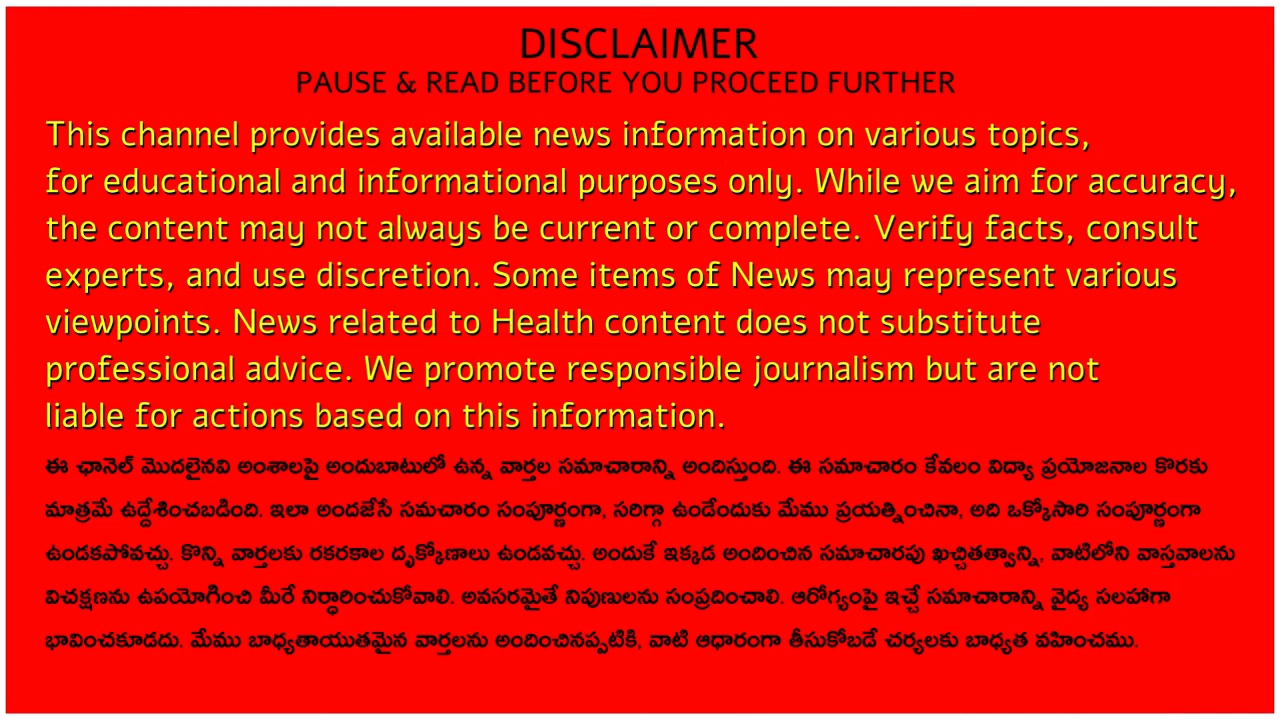 DISCLAIMER
PAUSE & READ BEFORE YOU PROCEED FURTHER
This channel provides available news information on various topics,
for educational and informational purposes only. While we aim for accuracy,
the content may not always be current or complete. Verify facts, consult
experts, and use discretion. Some items of News may represent various
viewpoints. News related to Health content does not substitute
professional advice. We promote responsible journalism but are not
liable for actions based on this information.
ఈ ఛానెల్ మొదలైనవి అంశాలపై అందుబాటులో ఉన్న వార్తల సమాచారాన్ని అందిస్తుంది. ఈ సమాచారం కేవలం విద్యా ప్రయోజనాల కొరకు
మాత్రమే ఉద్దేశించబడింది. ఇలా అందజేసే సమచారం సంపూర్ణంగా, సరిగ్గా ఉండేందుకు మేము ప్రయత్నించినా, అది ఒక్కోసారి సంపూర్ణంగా
ఉండకపోవచ్చు. కొన్ని వార్తలకు రకరకాల దృక్కోణాలు ఉండవచ్చు. అందుకే ఇక్కడ అందించిన సమాచారపు ఖచ్చితత్వాన్ని, వాటిలోని వాస్తవాలను
విచక్షణను ఉపయోగించి మీరే నిర్ధారించుకోవాలి. అవసరమైతే నిపుణులను సంప్రదించాలి. ఆరోగ్యంపై ఇచ్చే సమాచారాన్ని వైద్య సలహాగా
భావించకూడదు. మేము బాధ్యతాయుతమైన వార్తలను అందించినప్పటికీ, వాటి ఆధారంగా తీసుకోబడే చర్యలకు బాధ్యత వహించము.